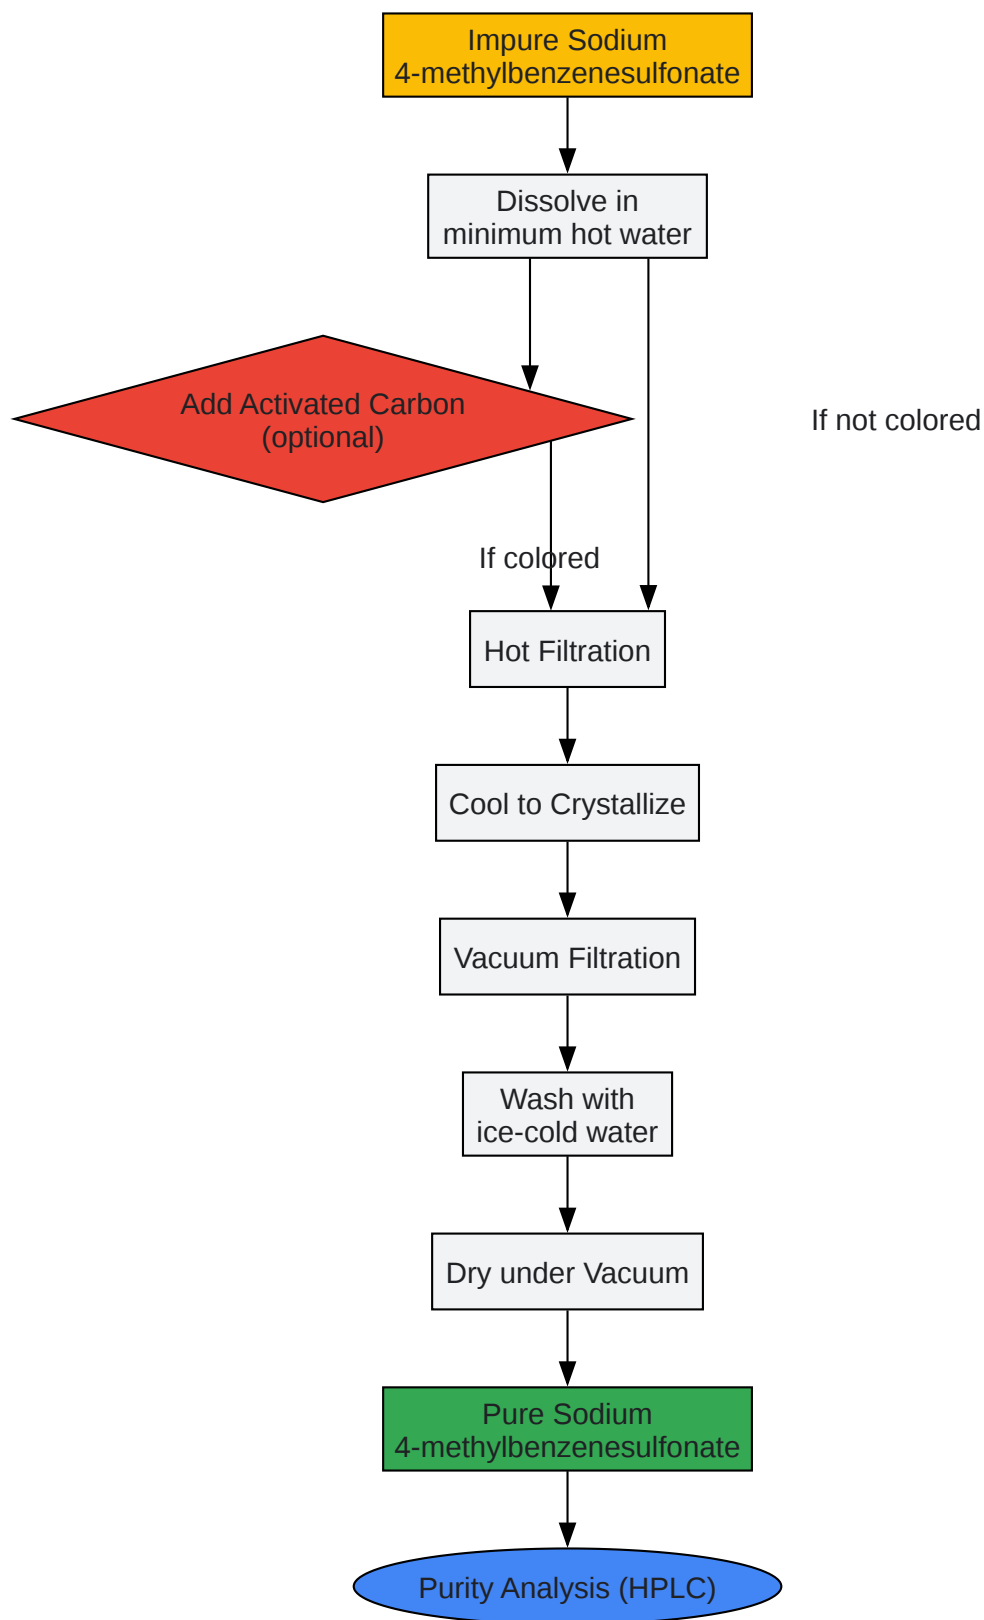 Impure Sodium
4-methylbenzenesulfonate
Dissolve in
minimum hot water
Add Activated Carbon
(optional)
If not colored
If colored
Hot Filtration
Cool to Crystallize
Vacuum Filtration
Wash with
ice-cold water
Dry under Vacuum
Pure Sodium
4-methylbenzenesulfonate
Purity Analysis (HPLC)